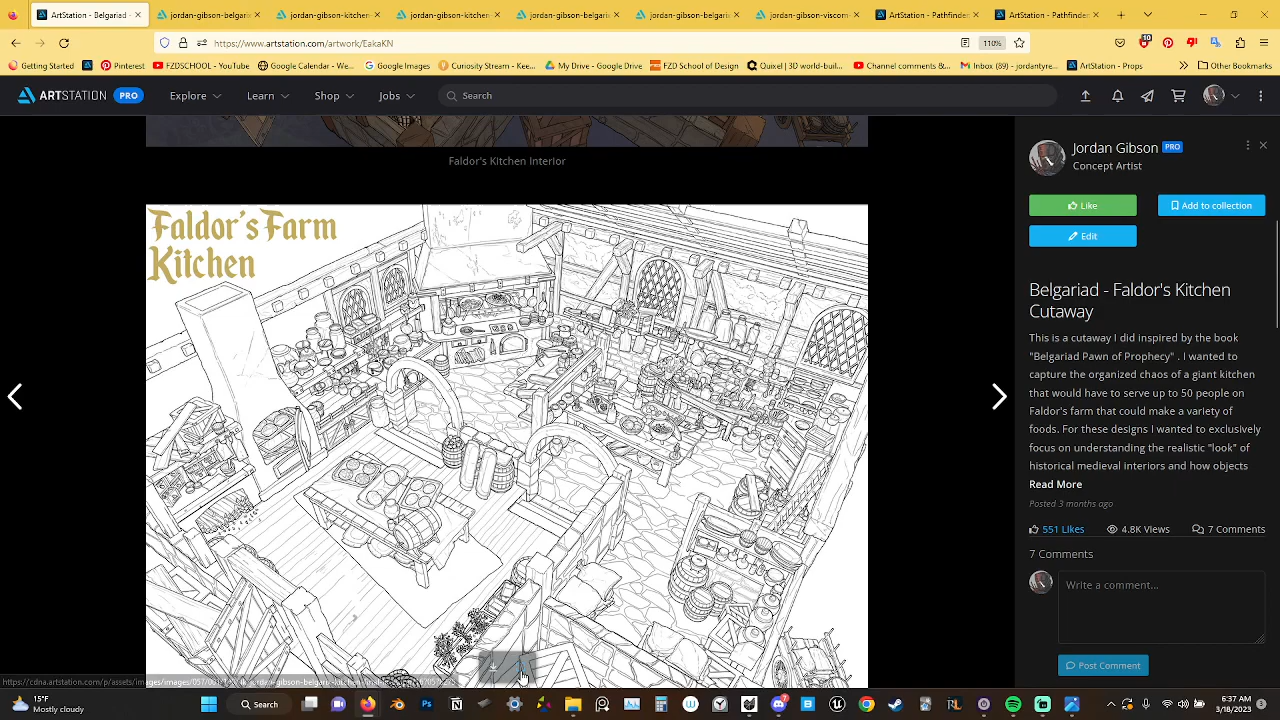 ArtStation - Belgariad -
jordan-gibson-belgari
jordan-gibson-kitchen
jordan-gibson-kitchen
jordan-gibson-belgari
jordan-gibson-belgari
jordan-gibson-viscom
ArtStation - Pathfinder
ArtStation - Pathfinder
https://www.artstation.com/artwork/EakaKN
110%
10
Getting Started
Pinterest
FZDSCHOOL - YouTube
Google Calendar - We...
Google Images
Curiosity Stream - Kee...
My Drive - Google Drive
FZD School of Design
Quixel | 3D world-buil...
Channel comments &...
Inbox (89) - jordantyre...
ArtStation - Props
Other Bookmarks
ARTSTATION PRO
Explore
Learn
Shop
Jobs
Search
Faldor's Kitchen Interior
Faldor's Farm
Kitchen
Jordan Gibson PRO
Concept Artist
Like
Add to collection
Edit
Belgariad - Faldor's Kitchen
Cutaway
This is a cutaway I did inspired by the book
"Belgariad Pawn of Prophecy" . I wanted to
capture the organized chaos of a giant kitchen
that would have to serve up to 50 people on
Faldor's farm that could make a variety of
foods. For these designs I wanted to exclusively
focus on understanding the realistic "look" of
historical medieval interiors and how objects
Read More
Posted 3 months ago
551 Likes
4.8K Views
7 Comments
7 Comments
Write a comment...
Post Comment
15°F
Mostly cloudy
Search
3/18/2023